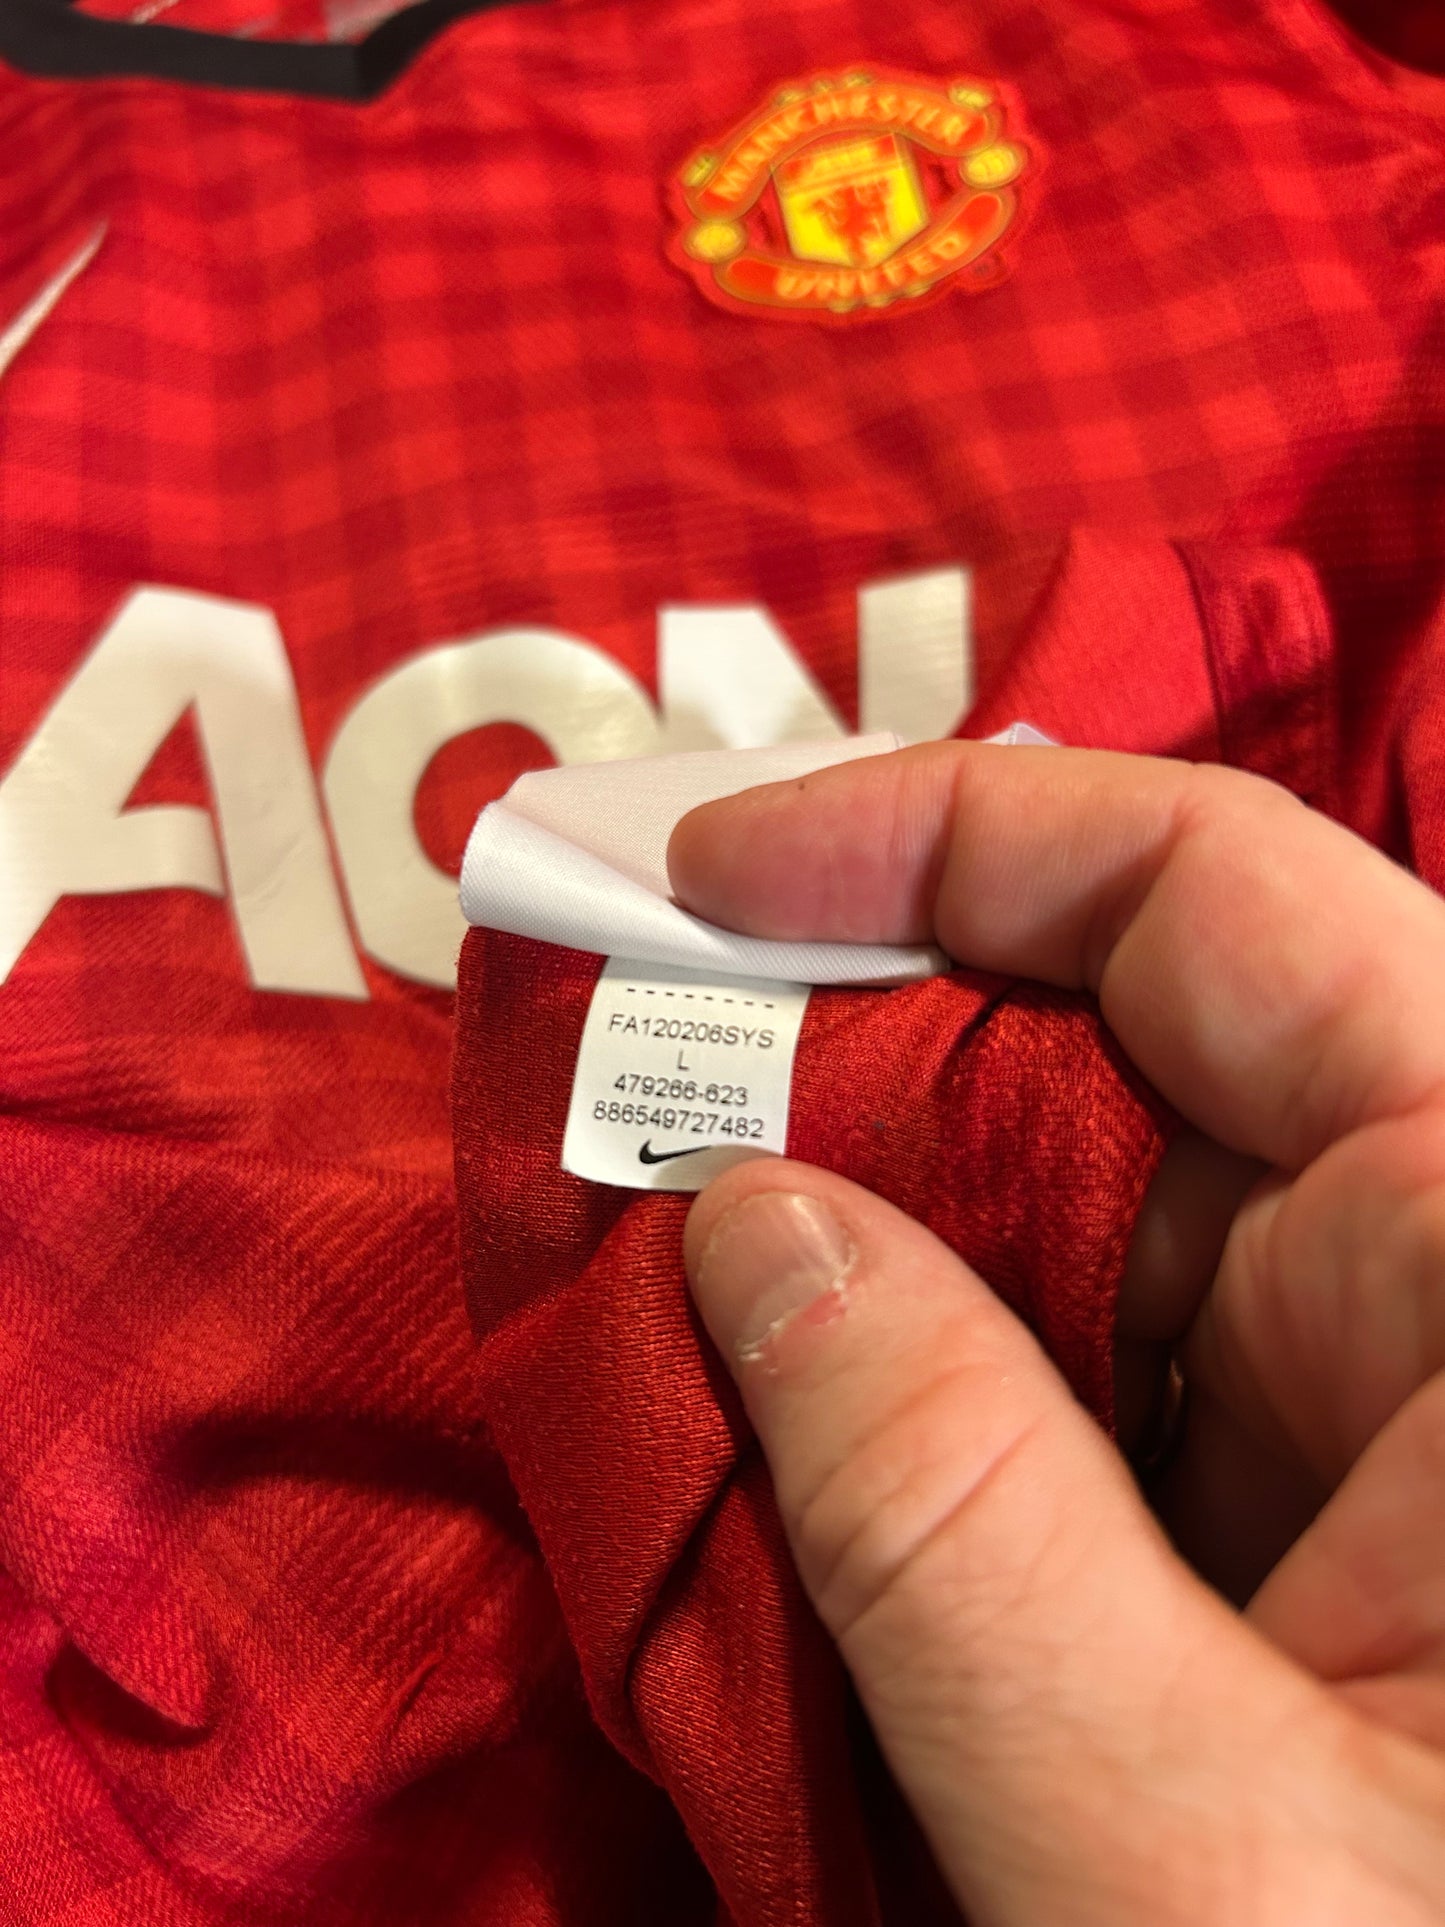 MANCHESTER
UNITED
AON
- - - - - - - -
FA120206SYS
L
479266-623
886549727482